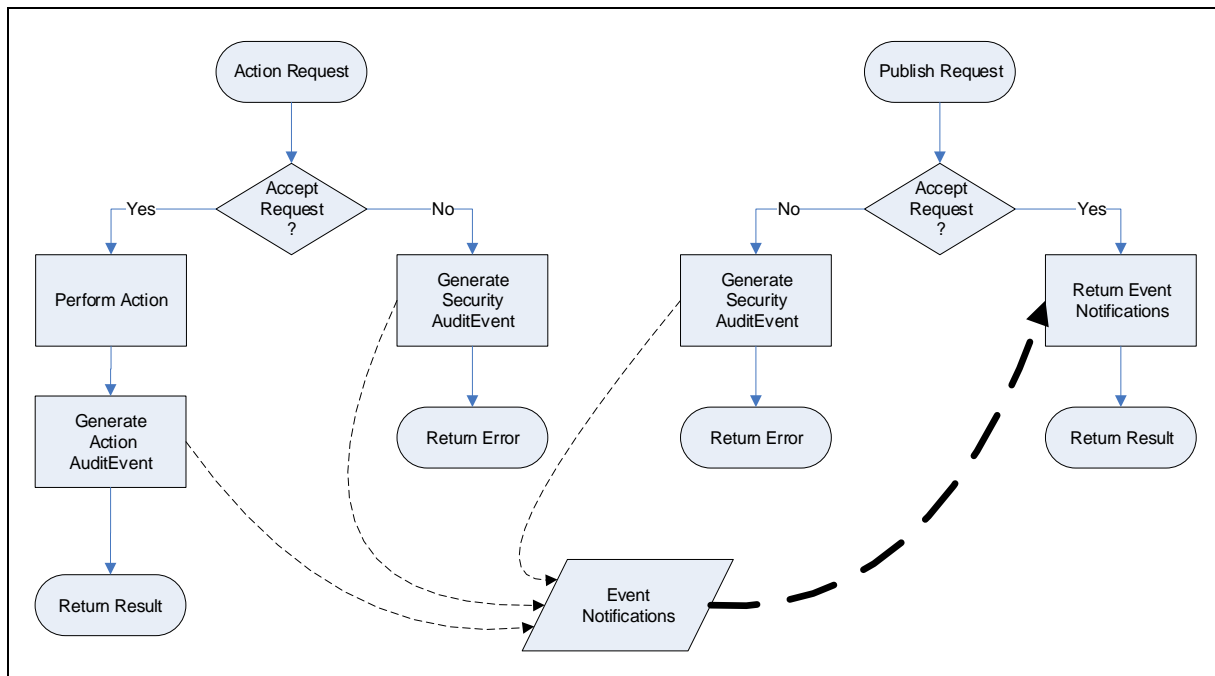 Action Request
Publish Request
Accept
Request
?
Yes
No
Accept
Request
?
No
Yes
Perform Action
Generate
Security
AuditEvent
Generate
Security
AuditEvent
Return Event
Notifications
Generate
Action
AuditEvent
Return Error
Return Error
Return Result
Return Result
Event
Notifications